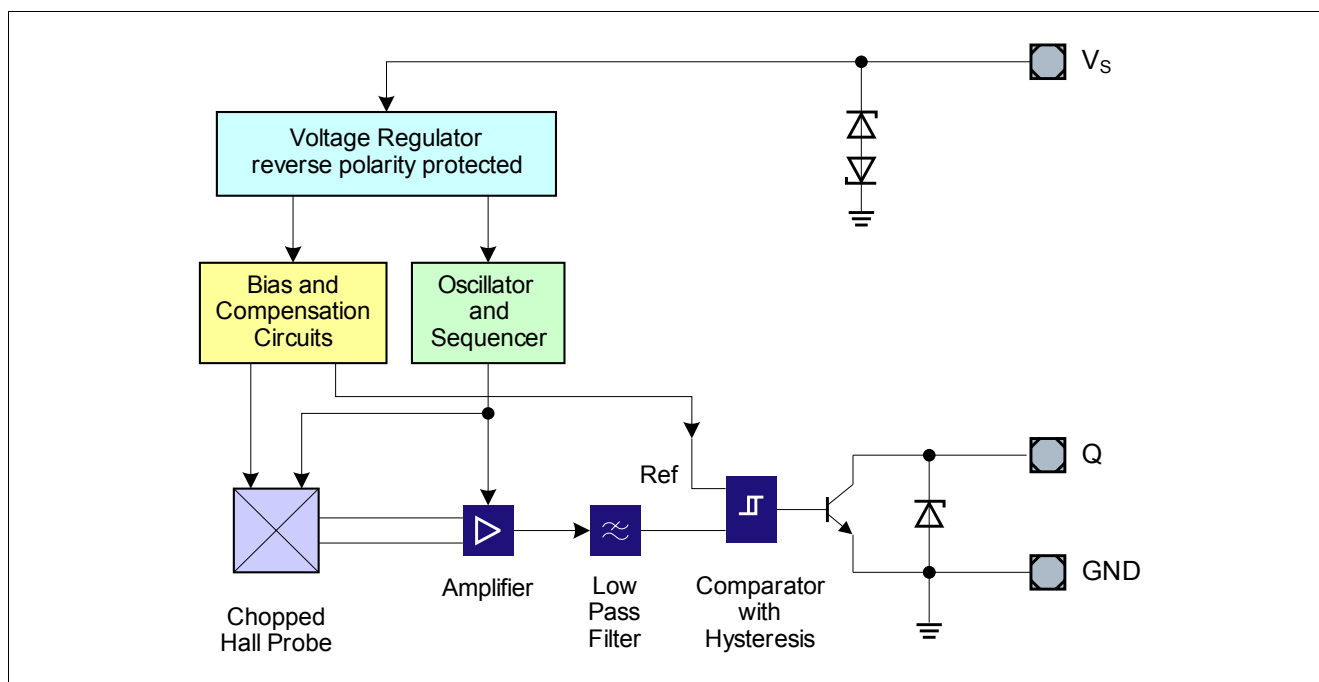 V_S
Voltage Regulator
reverse polarity protected
Bias and
Compensation
Circuits
Oscillator
and
Sequencer
Q
Ref
GND
Amplifier
Low
Pass
Filter
Comparator
with
Hysteresis
Chopped
Hall Probe